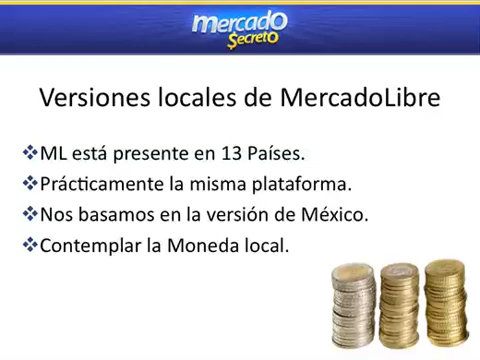 mercado
$ecreto
Versiones locales de MercadoLibre
❖ML está presente en 13 Países.
❖Prácticamente la misma plataforma.
❖Nos basamos en la versión de México.
❖Contemplar la Moneda local.